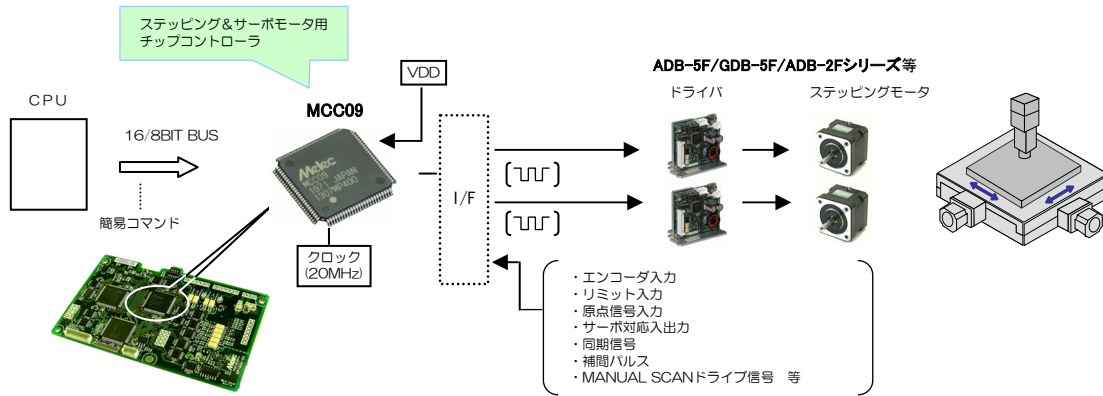 ステッピング＆サーボモータ用
チップコントローラ
CPU
16/8BIT BUS
簡易コマンド
MCC09
VDD
Melec
MCC09
1971 JAPAN
1307MP400
クロック
(20MHz)
I/F
ADB-5F/GDB-5F/ADB-2Fシリーズ等
ドライバ
ステッピングモータ
・エンコーダ入力
・リミット入力
・原点信号入力
・サーボ対応入出力
・同期信号
・補間パルス
・MANUAL SCANドライブ信号　等